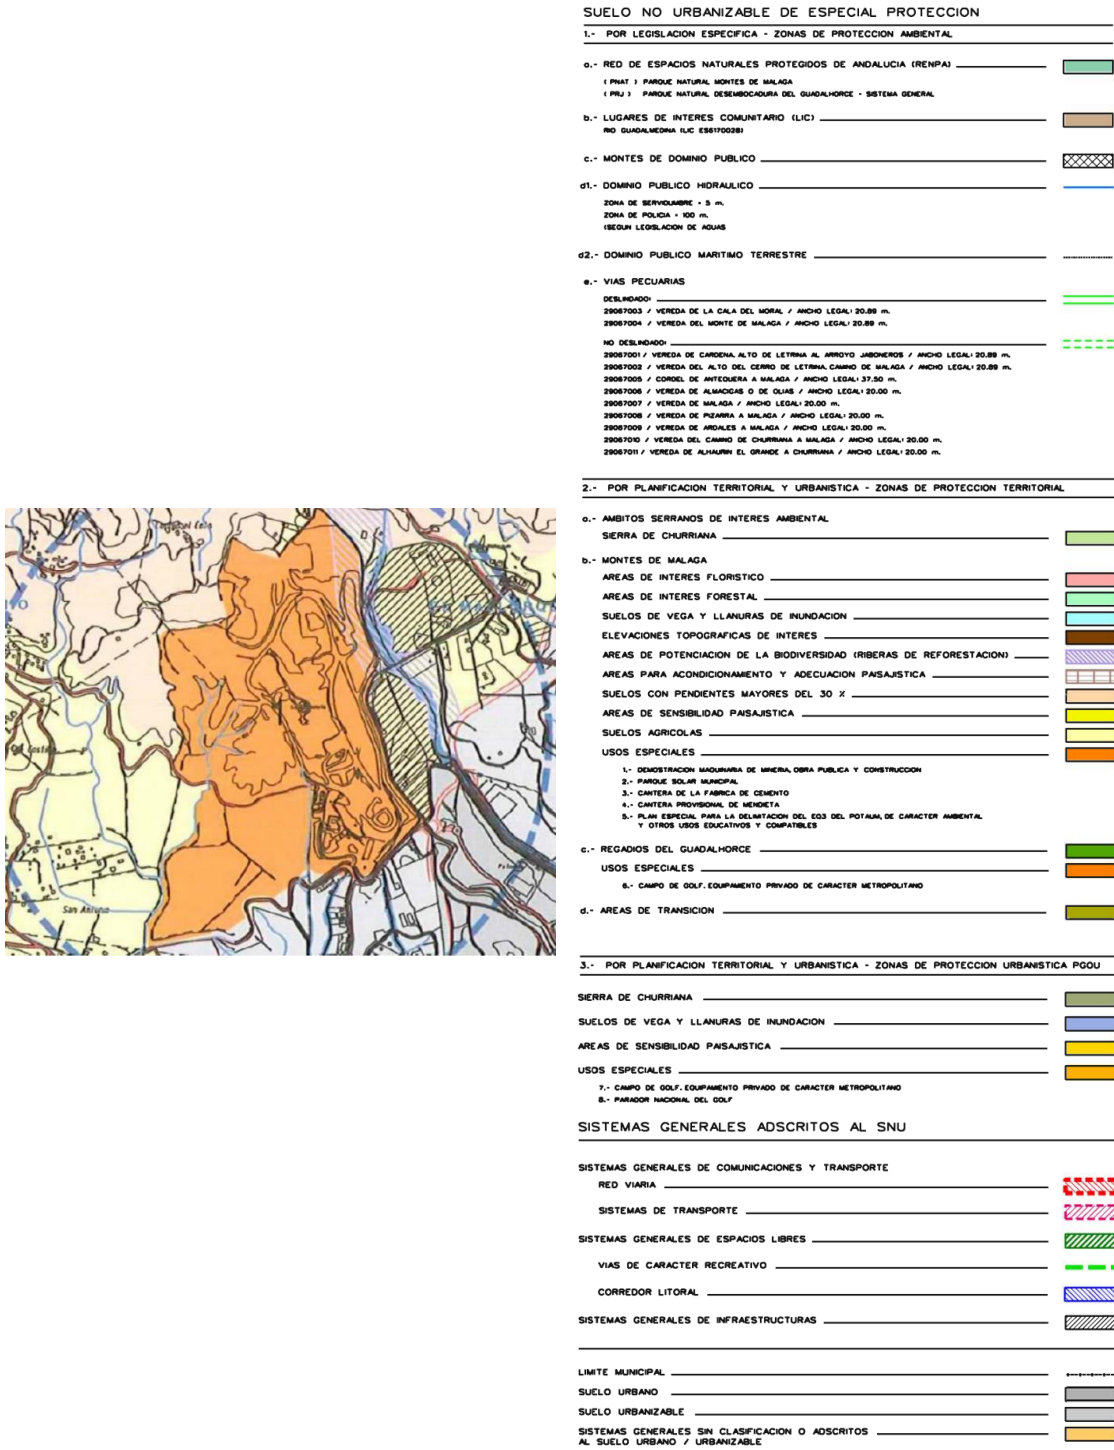 SUELO NO URBANIZABLE DE ESPECIAL PROTECCION
1.- POR LEGISLACION ESPECIFICA - ZONAS DE PROTECCION AMBIENTAL
a.- RED DE ESPACIOS NATURALES PROTEGIDOS DE ANDALUCIA (RENPA)
( PNAT ) PARQUE NATURAL MONTES DE MALAGA
( PRJ ) PARQUE NATURAL DESEMBOCADURA DEL GUADALHORCE - SISTEMA GENERAL
b.- LUGARES DE INTERES COMUNITARIO (LIC)
RIO GUADALMEDINA (LIC ES6170028)
c.- MONTES DE DOMINIO PUBLICO
d1.- DOMINIO PUBLICO HIDRAULICO
ZONA DE SERVIDUMBRE = 5 m.
ZONA DE POLICIA = 100 m.
(SEGUN LEGISLACION DE AGUAS
d2.- DOMINIO PUBLICO MARITIMO TERRESTRE
e.- VIAS PECUARIAS
DESLINDADO:
29067003 / VEREDA DE LA CALA DEL MORAL / ANCHO LEGAL: 20.89 m.
29067004 / VEREDA DEL MONTE DE MALAGA / ANCHO LEGAL: 20.89 m.
NO DESLINDADO:
29067001 / VEREDA DE CARDENA, ALTO DE LETRINA AL ARROYO JABONEROS / ANCHO LEGAL: 20.89 m.
29067002 / VEREDA DEL ALTO DEL CERRO DE LETRINA, CAMINO DE MALAGA / ANCHO LEGAL: 20.89 m.
29067005 / CORDEL DE ANTEQUERA A MALAGA / ANCHO LEGAL: 37.50 m.
29067006 / VEREDA DE ALMACIGAS O DE OLIAS / ANCHO LEGAL: 20.00 m.
29067007 / VEREDA DE MALAGA / ANCHO LEGAL: 20.00 m.
29067008 / VEREDA DE PIZARRA A MALAGA / ANCHO LEGAL: 20.00 m.
29067009 / VEREDA DE ARDALES A MALAGA / ANCHO LEGAL: 20.00 m.
29067010 / VEREDA DEL CAMINO DE CHURRIANA A MALAGA / ANCHO LEGAL: 20.00 m.
29067011 / VEREDA DE ALHAURIN EL GRANDE A CHURRIANA / ANCHO LEGAL: 20.00 m.
2.- POR PLANIFICACION TERRITORIAL Y URBANISTICA - ZONAS DE PROTECCION TERRITORIAL
a.- AMBITOS SERRANOS DE INTERES AMBIENTAL
SIERRA DE CHURRIANA
b.- MONTES DE MALAGA
AREAS DE INTERES FLORISTICO
AREAS DE INTERES FORESTAL
SUELOS DE VEGA Y LLANURAS DE INUNDACION
ELEVACIONES TOPOGRAFICAS DE INTERES
AREAS DE POTENCIACION DE LA BIODIVERSIDAD (RIBERAS DE REFORESTACION)
AREAS PARA ACONDICIONAMIENTO Y ADECUACION PAISAJISTICA
SUELOS CON PENDIENTES MAYORES DEL 30 %
AREAS DE SENSIBILIDAD PAISAJISTICA
SUELOS AGRICOLAS
USOS ESPECIALES
1.- DEMOSTRACION MAQUINARIA DE MINERIA, OBRA PUBLICA Y CONSTRUCCION
2.- PARQUE SOLAR MUNICIPAL
3.- CANTERA DE LA FABRICA DE CEMENTO
4.- CANTERA PROVISIONAL DE MENDIETA
5.- PLAN ESPECIAL PARA LA DELIMITACION DEL EQ3 DEL POTAUM, DE CARACTER AMBIENTAL
Y OTROS USOS EDUCATIVOS Y COMPATIBLES
c.- REGADIOS DEL GUADALHORCE
USOS ESPECIALES
6.- CAMPO DE GOLF. EQUIPAMIENTO PRIVADO DE CARACTER METROPOLITANO
d.- AREAS DE TRANSICION
San Antonio
3.- POR PLANIFICACION TERRITORIAL Y URBANISTICA - ZONAS DE PROTECCION URBANISTICA PGOU
SIERRA DE CHURRIANA
SUELOS DE VEGA Y LLANURAS DE INUNDACION
AREAS DE SENSIBILIDAD PAISAJISTICA
USOS ESPECIALES
7.- CAMPO DE GOLF. EQUIPAMIENTO PRIVADO DE CARACTER METROPOLITANO
8.- PARADOR NACIONAL DEL GOLF
SISTEMAS GENERALES ADSCRITOS AL SNU
SISTEMAS GENERALES DE COMUNICACIONES Y TRANSPORTE
RED VIARIA
SISTEMAS DE TRANSPORTE
SISTEMAS GENERALES DE ESPACIOS LIBRES
VIAS DE CARACTER RECREATIVO
CORREDOR LITORAL
SISTEMAS GENERALES DE INFRAESTRUCTURAS
LIMITE MUNICIPAL
SUELO URBANO
SUELO URBANIZABLE
SISTEMAS GENERALES SIN CLASIFICACION O ADSCRITOS
AL SUELO URBANO / URBANIZABLE